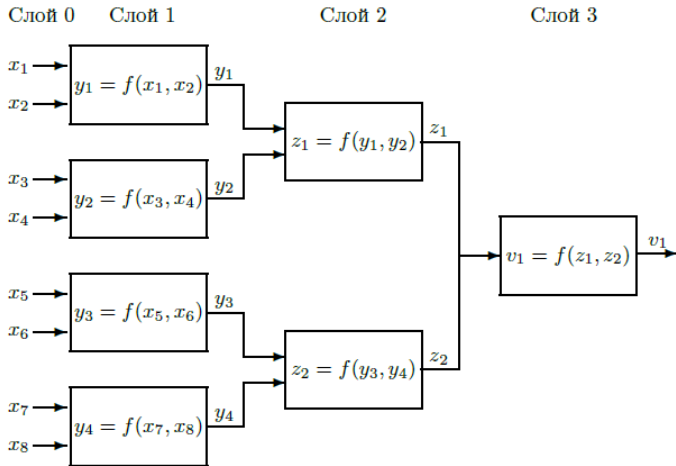 Слой 0 Слой 1 Слой 2 Слой 3
x₁
x₂
y₁ = f(x₁, x₂)
y₁
x₃
x₄
y₂ = f(x₃, x₄)
y₂
x₅
x₆
y₃ = f(x₅, x₆)
y₃
x₇
x₈
y₄ = f(x₇, x₈)
y₄
z₁ = f(y₁, y₂)
z₁
z₂ = f(y₃, y₄)
z₂
v₁ = f(z₁, z₂)
v₁